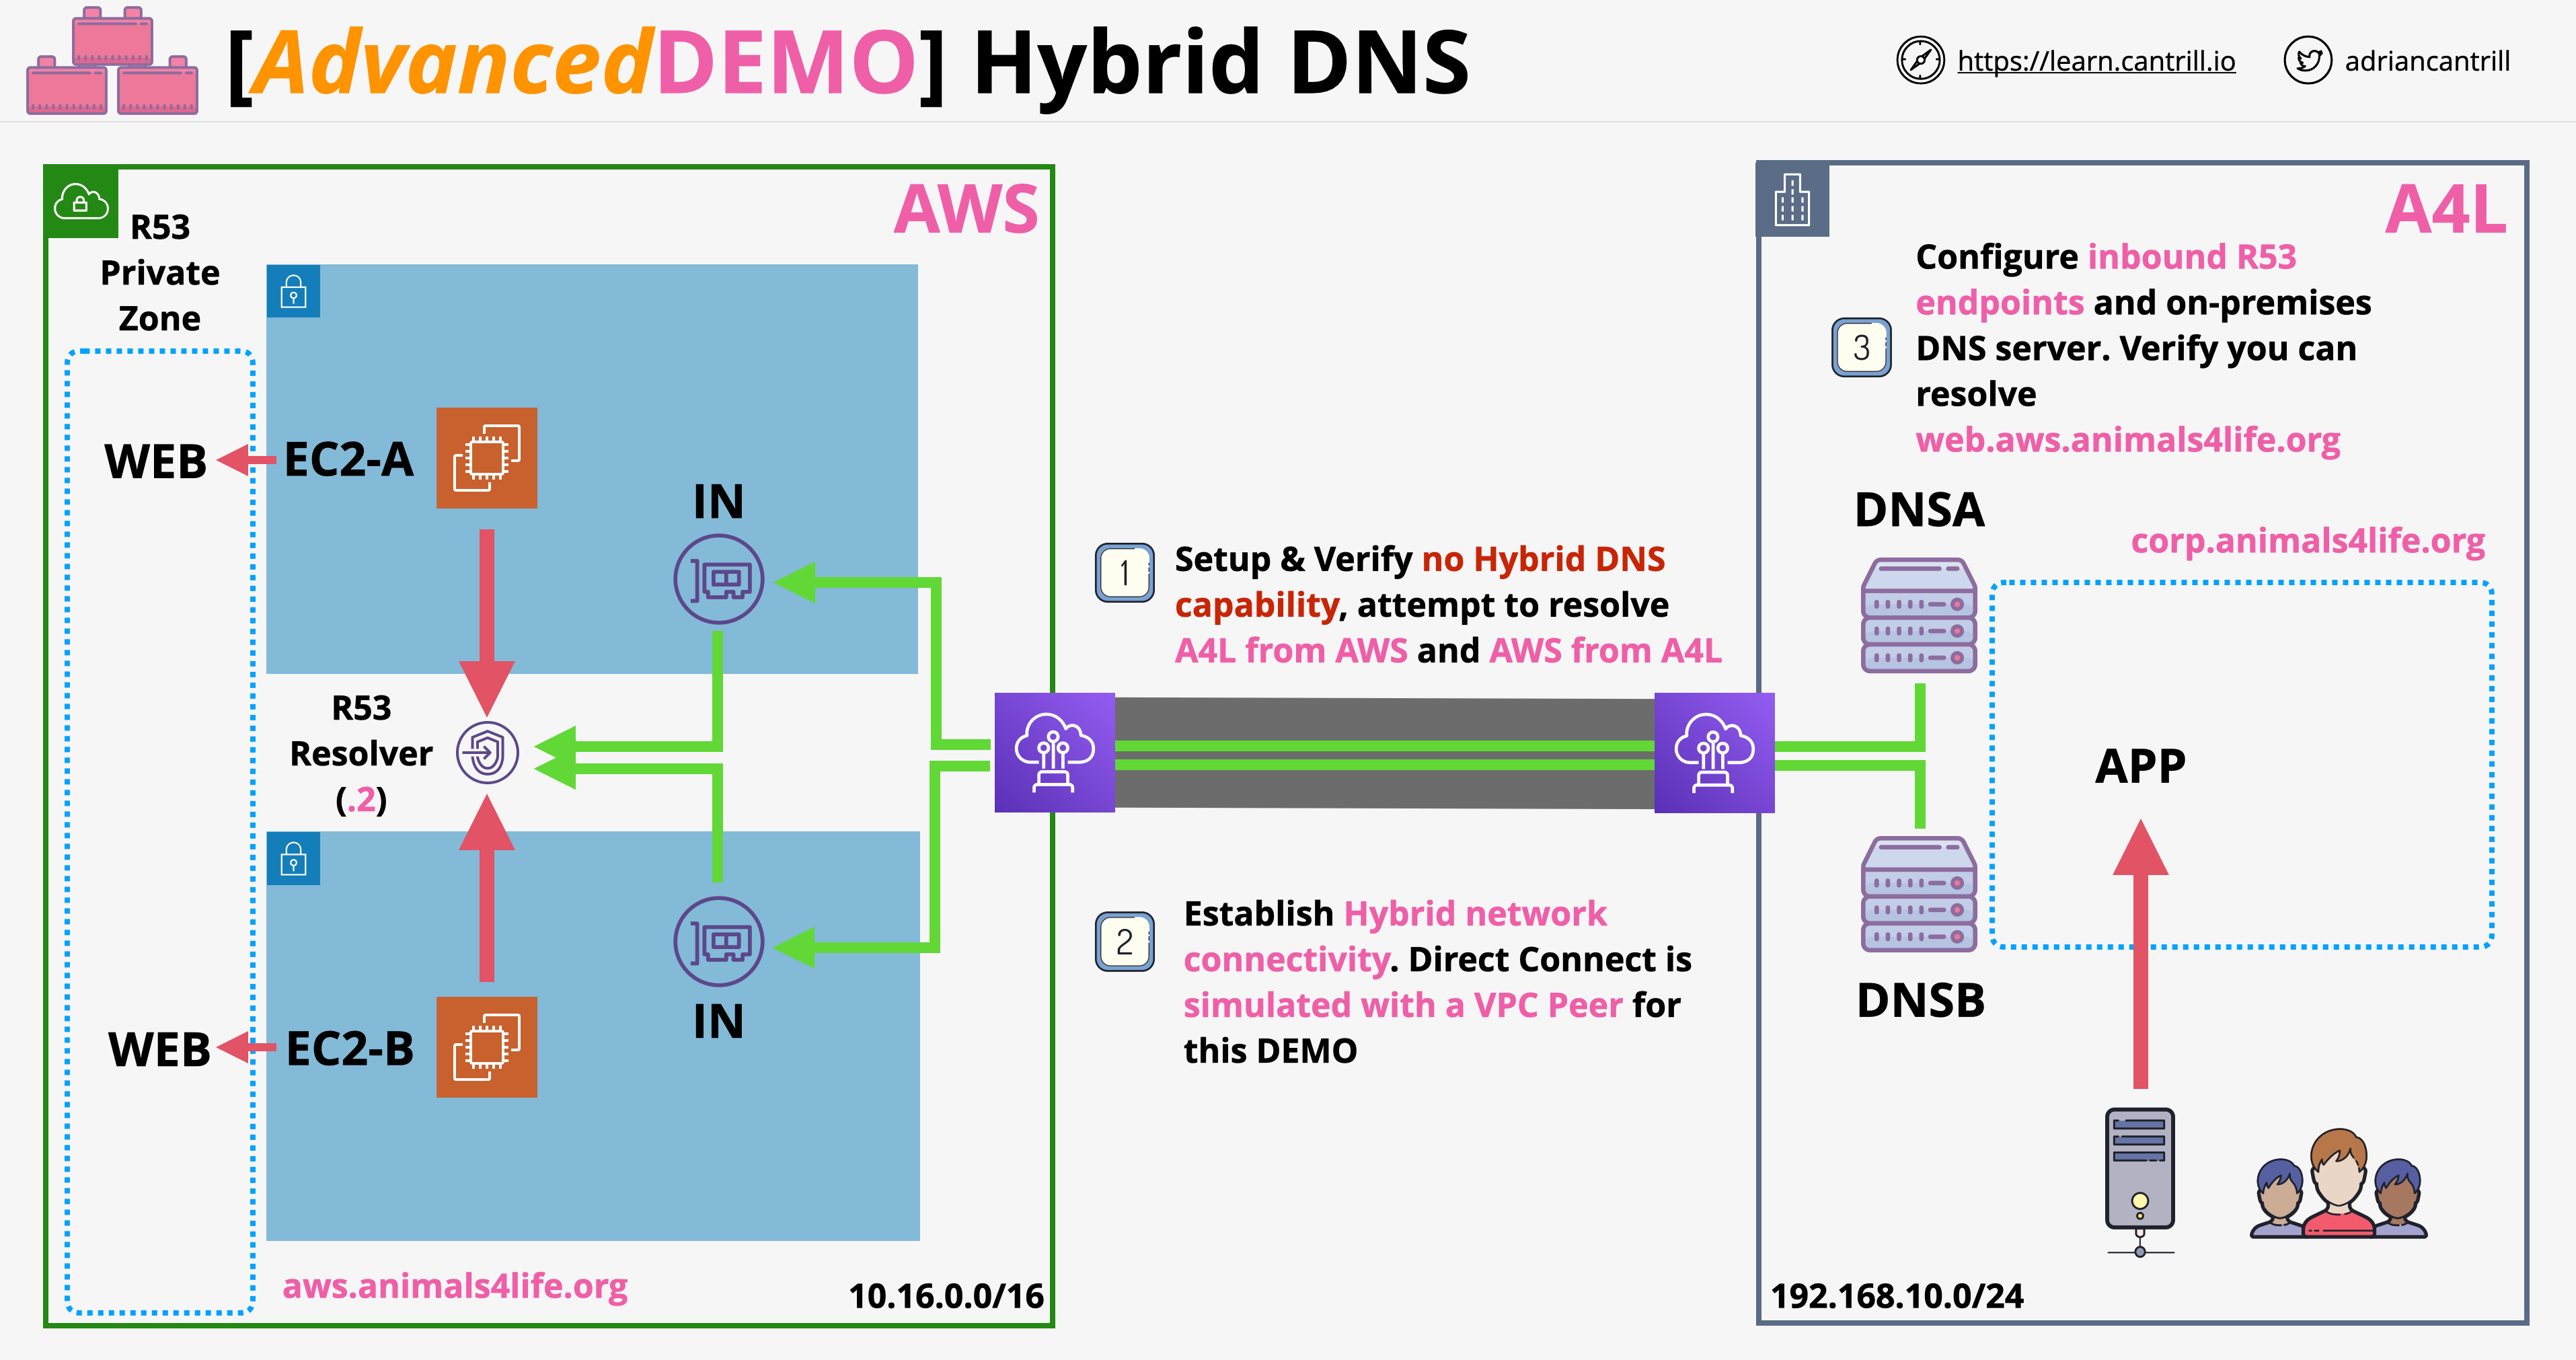 [AdvancedDEMO] Hybrid DNS
https://learn.cantrill.io
adriancantrill
AWS
R53
Private
Zone
WEB
EC2-A
IN
R53
Resolver
(.2)
WEB
EC2-B
IN
aws.animals4life.org
10.16.0.0/16
1
Setup & Verify no Hybrid DNS
capability, attempt to resolve
A4L from AWS and AWS from A4L
2
Establish Hybrid network
connectivity. Direct Connect is
simulated with a VPC Peer for
this DEMO
A4L
3
Configure inbound R53
endpoints and on-premises
DNS server. Verify you can
resolve
web.aws.animals4life.org
DNSA
corp.animals4life.org
APP
DNSB
192.168.10.0/24